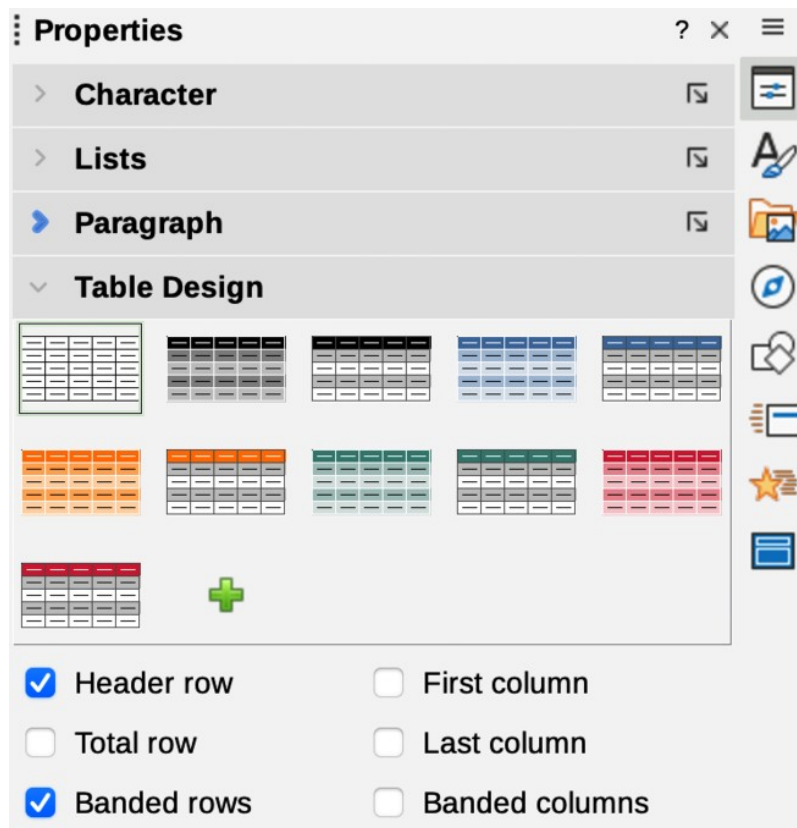 Properties ?
Character
Lists
Paragraph
Table Design
Header row First column
Total row Last column
Banded rows Banded columns